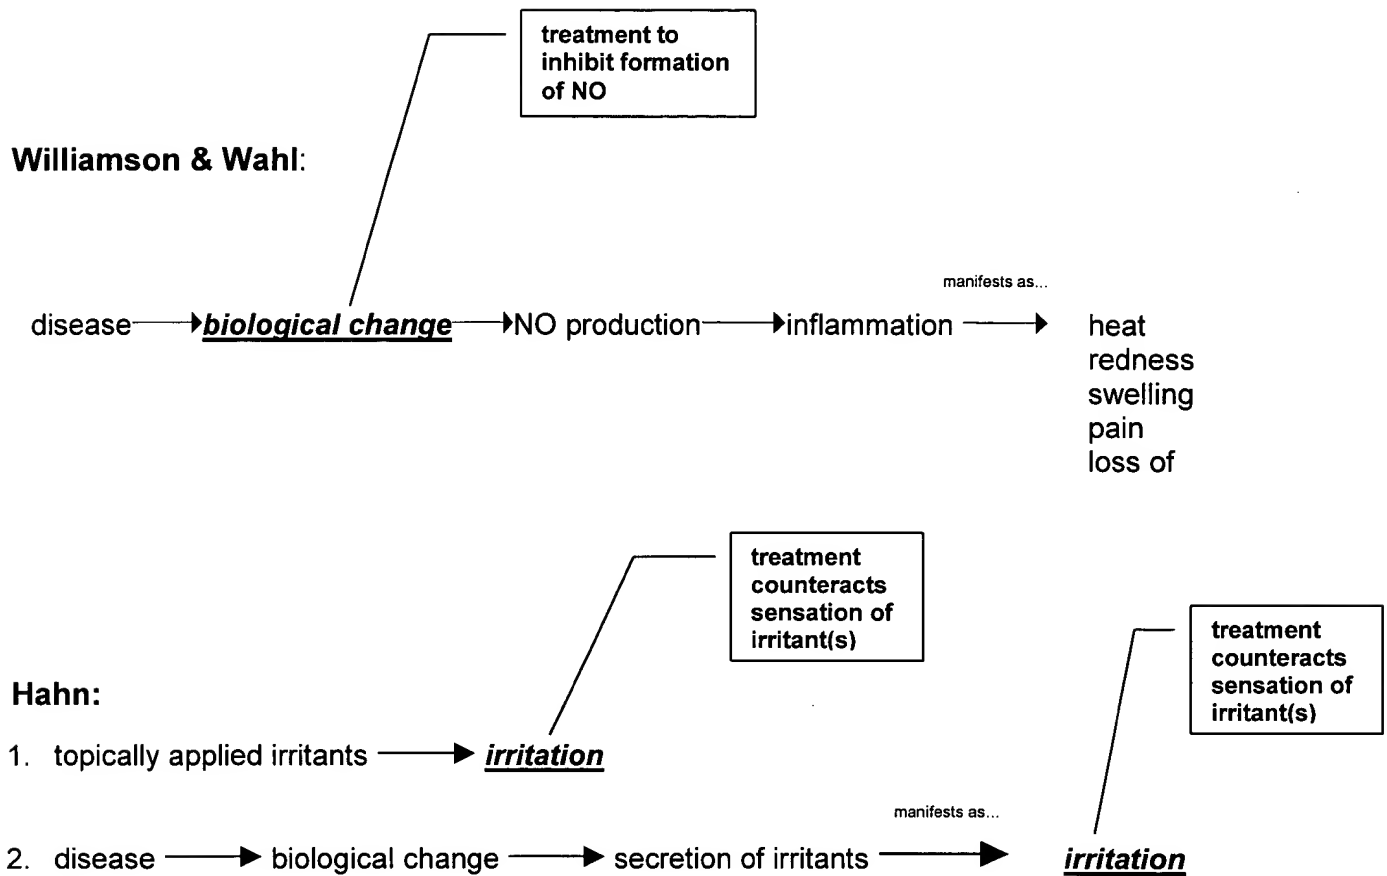 treatment to
inhibit formation
of NO
Williamson & Wahl:
manifests as...
disease biological change NO production inflammation heat
redness
swelling
pain
loss of
treatment
counteracts
sensation of
irritant(s)
treatment
counteracts
sensation of
irritant(s)
Hahn:
1. topically applied irritants irritation
manifests as...
2. disease biological change secretion of irritants irritation